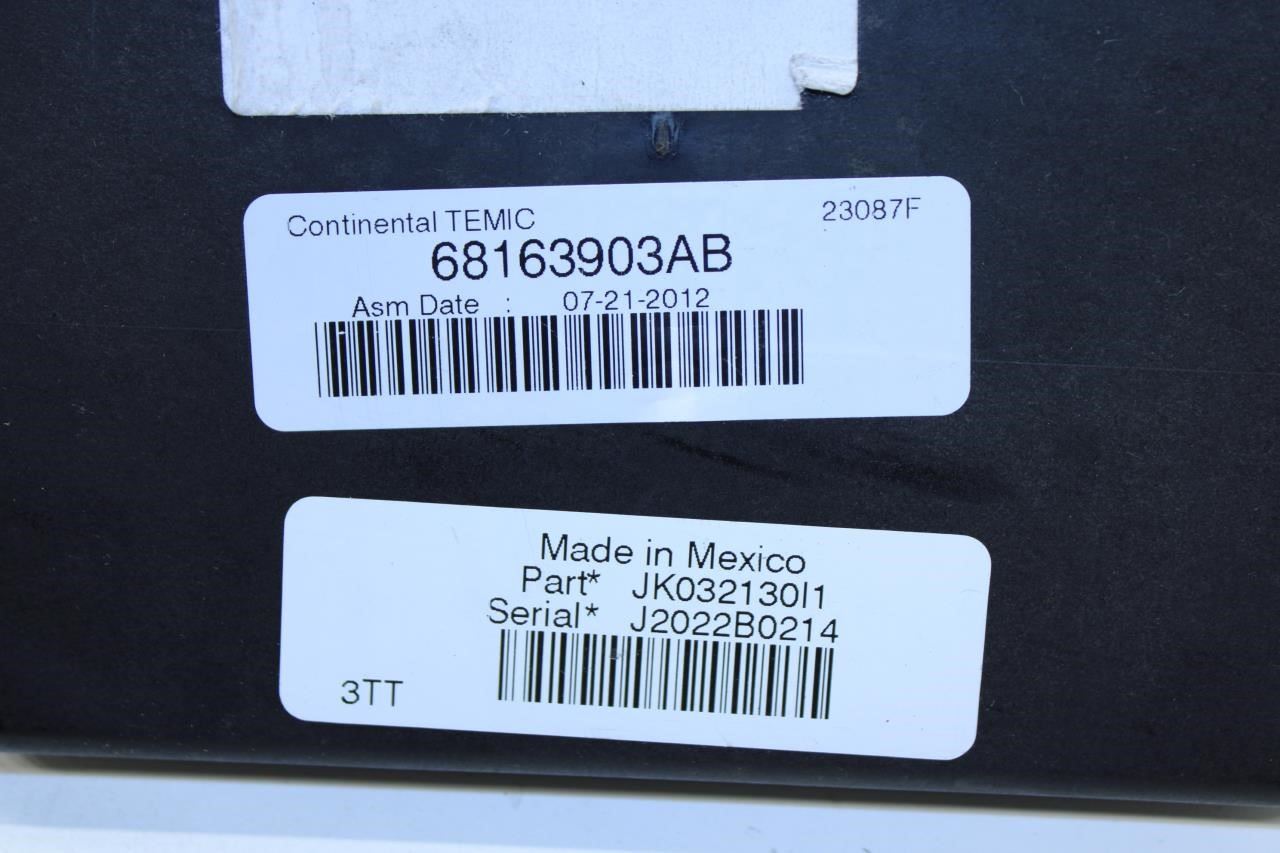 Continental TEMIC 23087F
68163903AB
Asm Date : 07-21-2012
Made in Mexico
Part* JK032130I1
Serial* J2022B0214
3TT